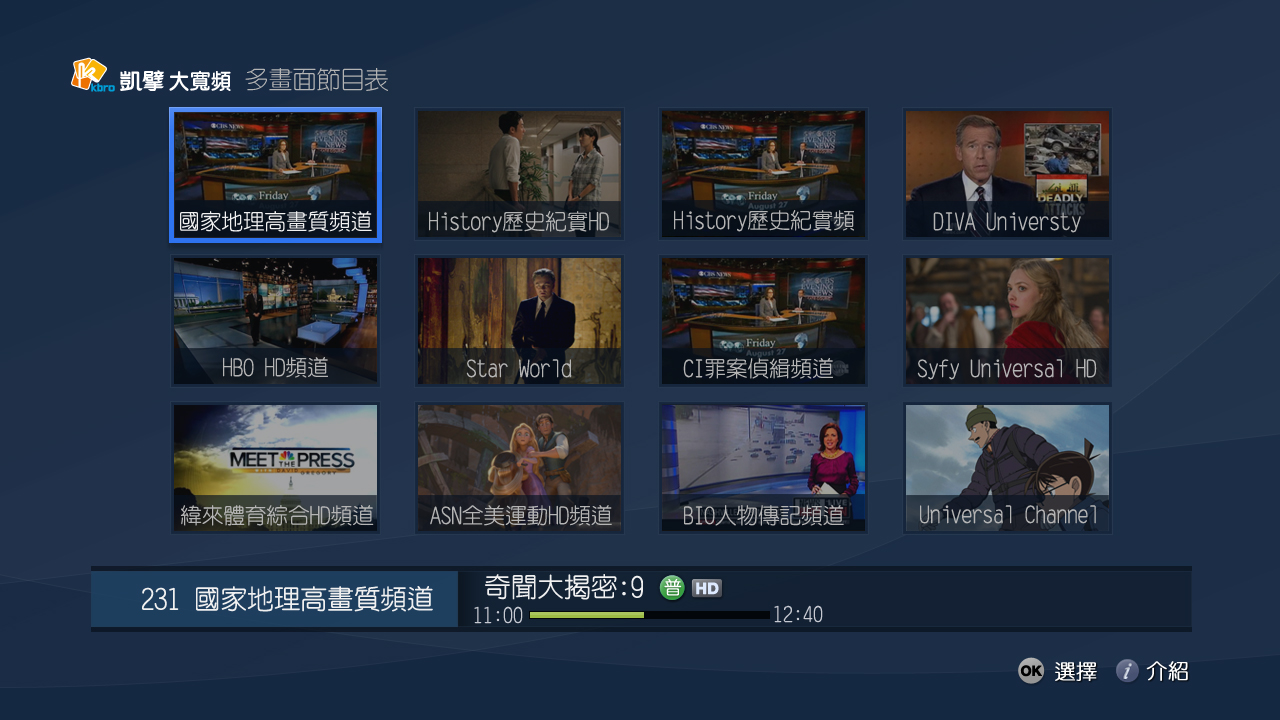 kbro 凱擘 大寬頻 多畫面節目表
CBS NEWS
CBS EVENING NEWS
Friday
國家地理高畫質頻道
History歷史紀實HD
CBS NEWS
CBS EVENING NEWS
Friday
August 27
History歷史紀實頻
DEADLY ATTACKS
DIVA Universty
HBO HD頻道
Star World
CBS NEWS
EVENING NEWS
Friday
August 27
CI罪案偵緝頻道
Syfy Universal HD
MEET THE PRESS
WITH DAVID GREGORY
緯來體育綜合HD頻道
ASN全美運動HD頻道
BIO人物傳記頻道
Universal Channel
231 國家地理高畫質頻道
奇聞大揭密:9 普 HD
11:00 12:40
OK 選擇 i 介紹